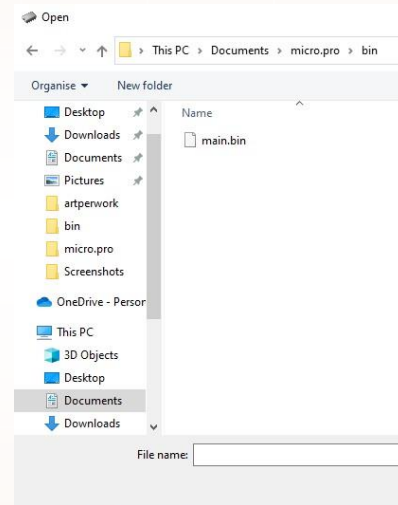 Open
This PC > Documents > micro.pro > bin
Organise New folder
Name
main.bin
Desktop
Downloads
Documents
Pictures
artperwork
bin
micro.pro
Screenshots
OneDrive - Persor
This PC
3D Objects
Desktop
Documents
Downloads
File name: